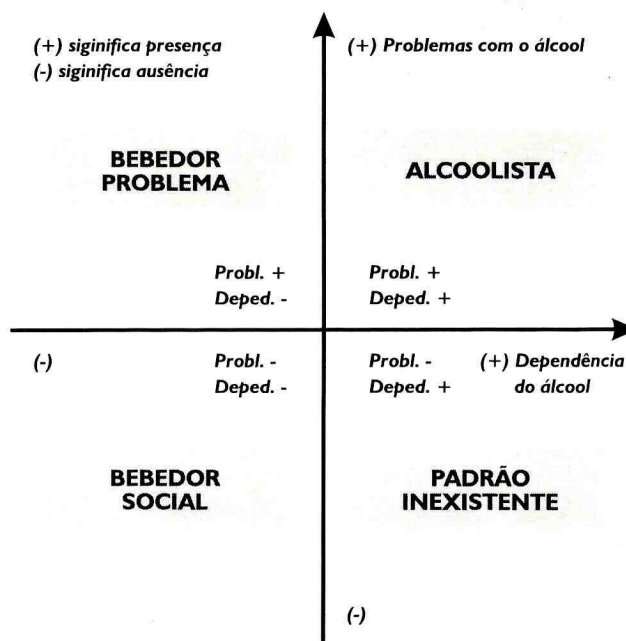 (+) siginifica presença
(-) siginifica ausência
(+) Problemas com o álcool
BEBEDOR
PROBLEMA
ALCOOLISTA
Probl. +
Deped. -
Probl. +
Deped. +
(-)
Probl. -
Deped. -
Probl. -
Deped. +
(+) Dependência
do álcool
BEBEDOR
SOCIAL
PADRÃO
INEXISTENTE
(-)